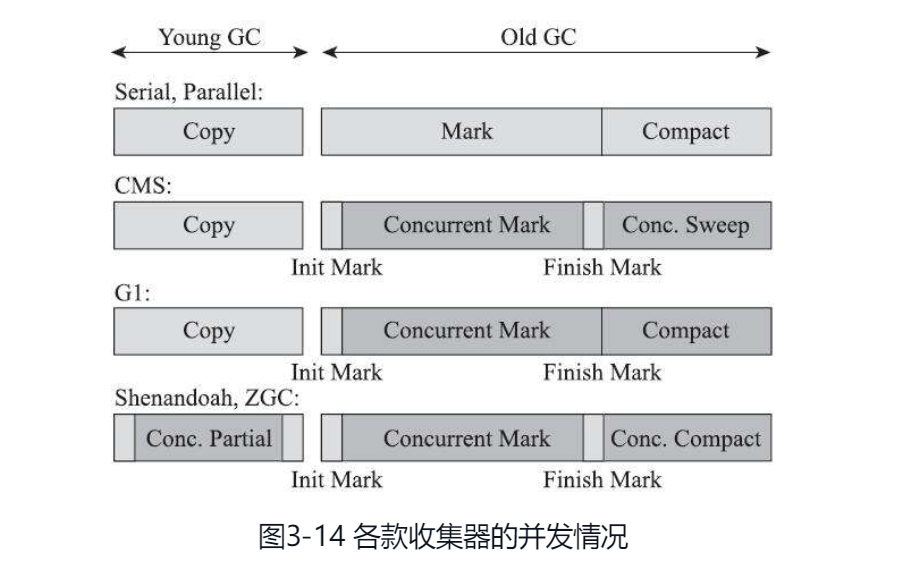 Young GC Old GC
Serial, Parallel:
Copy Mark Compact
CMS:
Copy Concurrent Mark Conc. Sweep
Init Mark Finish Mark
G1:
Copy Concurrent Mark Compact
Init Mark Finish Mark
Shenandoah, ZGC:
Conc. Partial Concurrent Mark Conc. Compact
Init Mark Finish Mark
图3-14 各款收集器的并发情况